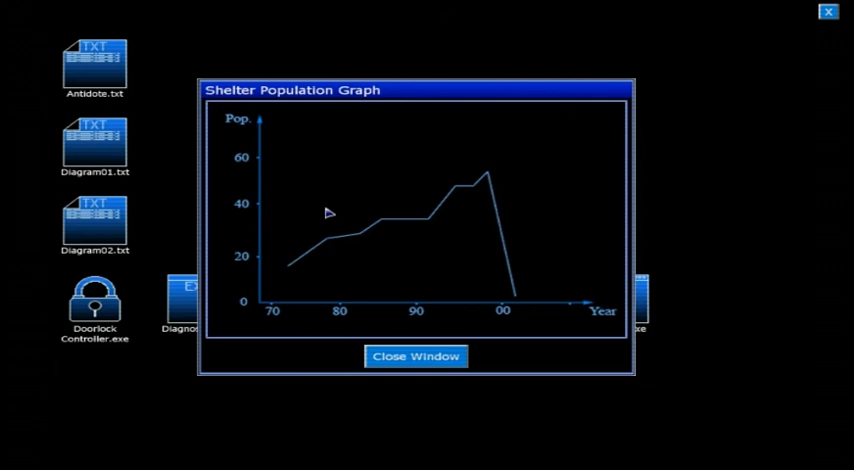 X
TXT
Antidote.txt
TXT
Diagram01.txt
TXT
Diagram02.txt
Doorlock
Controller.exe
Shelter Population Graph
Pop.
60
40
20
0
70
80
90
00
Year
Close Window